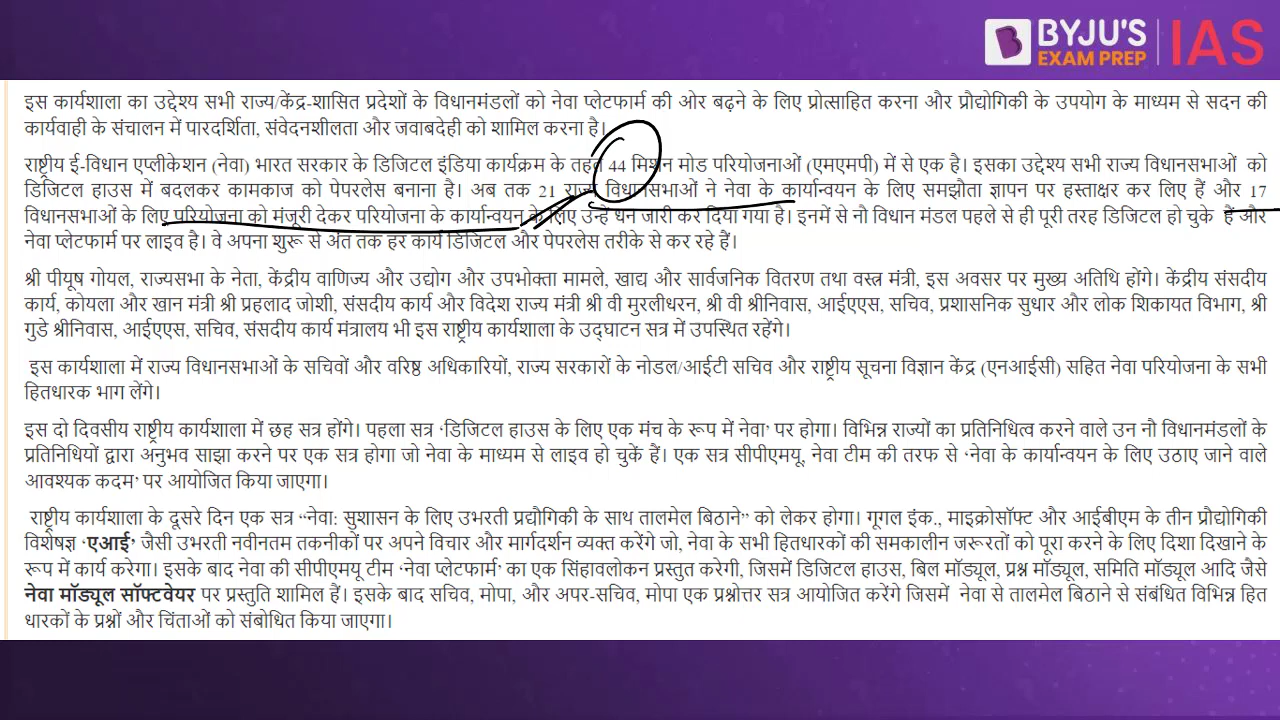 BYJU'S
EXAM PREP
IAS
इस कार्यशाला का उद्देश्य सभी राज्य/केंद्र-शासित प्रदेशों के विधानमंडलों को नेवा प्लेटफार्म की ओर बढ़ने के लिए प्रोत्साहित करना और प्रौद्योगिकी के उपयोग के माध्यम से सदन की
कार्यवाही के संचालन में पारदर्शिता, संवेदनशीलता और जवाबदेही को शामिल करना है।
राष्ट्रीय ई-विधान एप्लीकेशन (नेवा) भारत सरकार के डिजिटल इंडिया कार्यक्रम के तहत 44 मिशन मोड परियोजनाओं (एमएमपी) में से एक है। इसका उद्देश्य सभी राज्य विधानसभाओं को
डिजिटल हाउस में बदलकर कामकाज को पेपरलेस बनाना है। अब तक 21 राज्य विधानसभाओं ने नेवा के कार्यान्वयन के लिए समझौता ज्ञापन पर हस्ताक्षर कर लिए हैं और 17
विधानसभाओं के लिए परियोजना को मंजूरी देकर परियोजना के कार्यान्वयन के लिए उन्हें धन जारी कर दिया गया है। इनमें से नौ विधान मंडल पहले से ही पूरी तरह डिजिटल हो चुके हैं और
नेवा प्लेटफार्म पर लाइव है। वे अपना शुरू से अंत तक हर कार्य डिजिटल और पेपरलेस तरीके से कर रहे हैं।
श्री पीयूष गोयल, राज्यसभा के नेता, केंद्रीय वाणिज्य और उद्योग और उपभोक्ता मामले, खाद्य और सार्वजनिक वितरण तथा वस्त्र मंत्री, इस अवसर पर मुख्य अतिथि होंगे। केंद्रीय संसदीय
कार्य, कोयला और खान मंत्री श्री प्रहलाद जोशी, संसदीय कार्य और विदेश राज्य मंत्री श्री वी मुरलीधरन, श्री वी श्रीनिवास, आईएएस, सचिव, प्रशासनिक सुधार और लोक शिकायत विभाग, श्री
गुडे श्रीनिवास, आईएएस, सचिव, संसदीय कार्य मंत्रालय भी इस राष्ट्रीय कार्यशाला के उद्घाटन सत्र में उपस्थित रहेंगे।
इस कार्यशाला में राज्य विधानसभाओं के सचिवों और वरिष्ठ अधिकारियों, राज्य सरकारों के नोडल/आईटी सचिव और राष्ट्रीय सूचना विज्ञान केंद्र (एनआईसी) सहित नेवा परियोजना के सभी
हितधारक भाग लेंगे।
इस दो दिवसीय राष्ट्रीय कार्यशाला में छह सत्र होंगे। पहला सत्र ‘डिजिटल हाउस के लिए एक मंच के रूप में नेवा’ पर होगा। विभिन्न राज्यों का प्रतिनिधित्व करने वाले उन नौ विधानमंडलों के
प्रतिनिधियों द्वारा अनुभव साझा करने पर एक सत्र होगा जो नेवा के माध्यम से लाइव हो चुकें हैं। एक सत्र सीपीएमयू, नेवा टीम की तरफ से ‘नेवा के कार्यान्वयन के लिए उठाए जाने वाले
आवश्यक कदम’ पर आयोजित किया जाएगा।
राष्ट्रीय कार्यशाला के दूसरे दिन एक सत्र “नेवा: सुशासन के लिए उभरती प्रद्यौगिकी के साथ तालमेल बिठाने” को लेकर होगा। गूगल इंक., माइक्रोसॉफ्ट और आईबीएम के तीन प्रौद्योगिकी
विशेषज्ञ ‘एआई’ जैसी उभरती नवीनतम तकनीकों पर अपने विचार और मार्गदर्शन व्यक्त करेंगे जो, नेवा के सभी हितधारकों की समकालीन जरूरतों को पूरा करने के लिए दिशा दिखाने के
रूप में कार्य करेगा। इसके बाद नेवा की सीपीएमयू टीम ‘नेवा प्लेटफार्म’ का एक सिंहावलोकन प्रस्तुत करेगी, जिसमें डिजिटल हाउस, बिल मॉड्यूल, प्रश्न मॉड्यूल, समिति मॉड्यूल आदि जैसे
नेवा मॉड्यूल सॉफ्टवेयर पर प्रस्तुति शामिल हैं। इसके बाद सचिव, मोपा, और अपर-सचिव, मोपा एक प्रश्नोत्तर सत्र आयोजित करेंगे जिसमें नेवा से तालमेल बिठाने से संबंधित विभिन्न हित
धारकों के प्रश्नों और चिंताओं को संबोधित किया जाएगा।